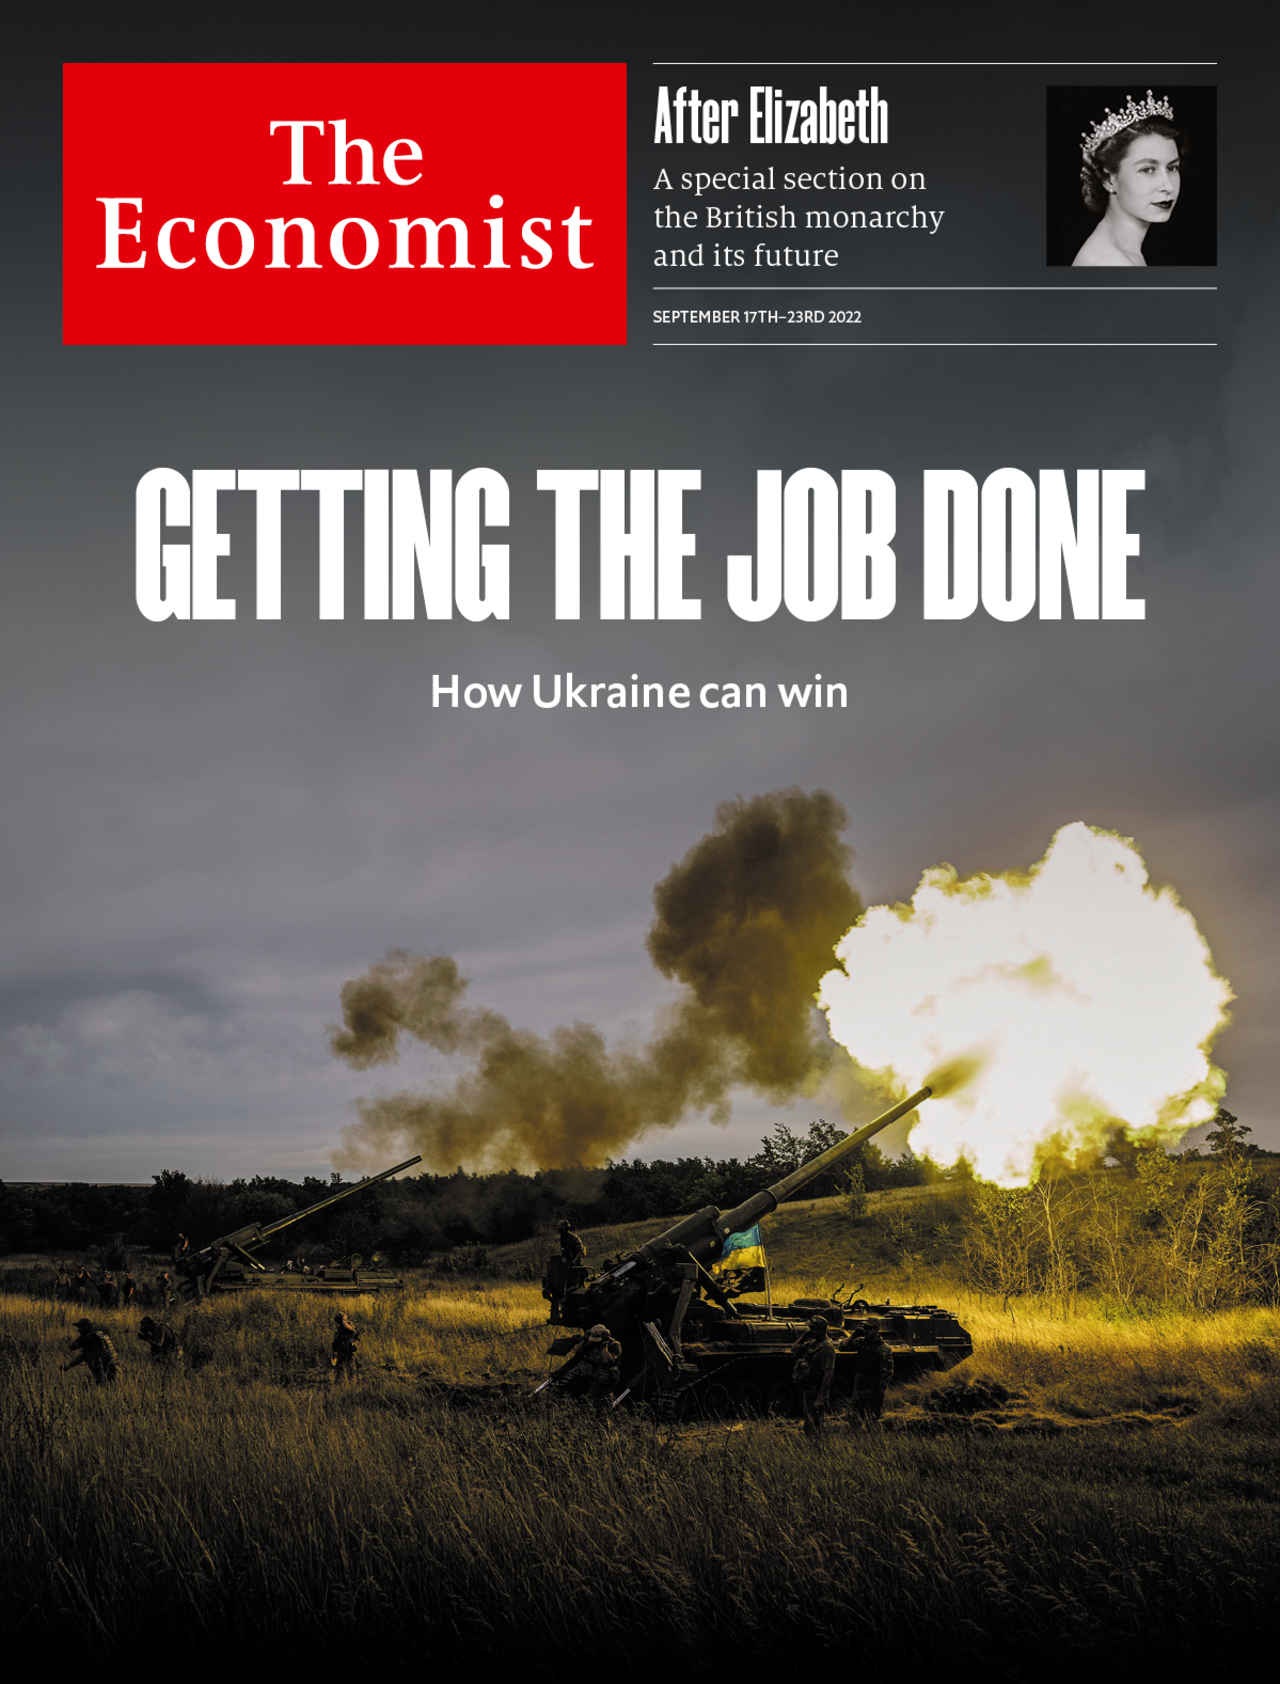 The
Economist
After Elizabeth
A special section on
the British monarchy
and its future
SEPTEMBER 17TH–23RD 2022
GETTING THE JOB DONE
How Ukraine can win